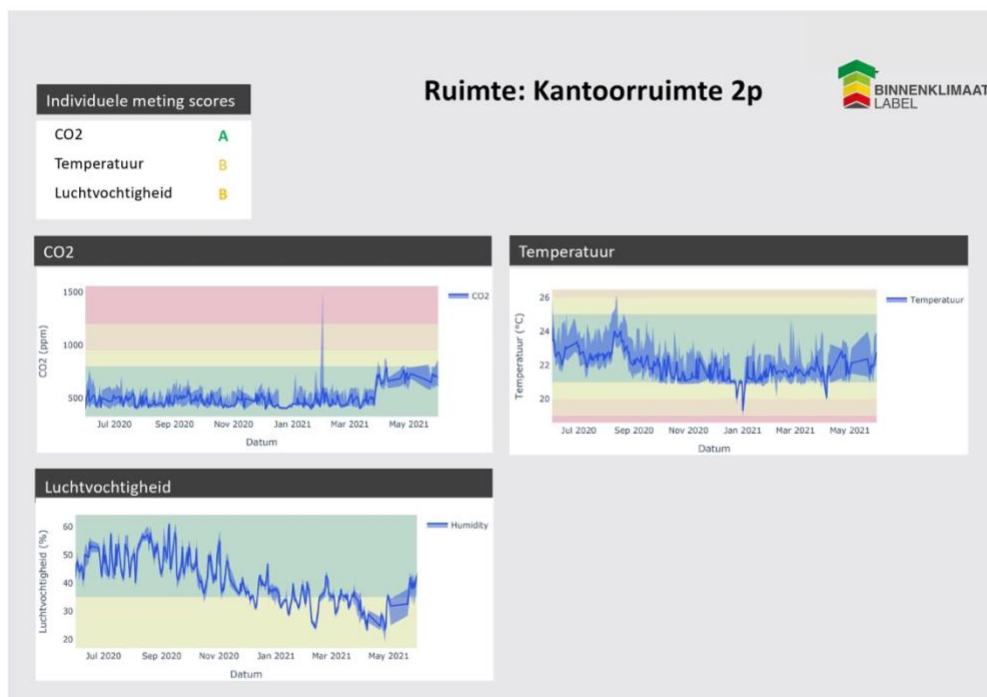 Ruimte: Kantoorruimte 2p
BINNENKLIMAAT
LABEL
Individuele meting scores
CO2 A
Temperatuur B
Luchtvochtigheid B
CO2
1500
1000
500
CO2 (ppm)
CO2
Jul 2020 Sep 2020 Nov 2020 Jan 2021 Mar 2021 May 2021
Datum
Temperatuur
26
24
22
20
Temperatuur (°C)
Temperatuur
Jul 2020 Sep 2020 Nov 2020 Jan 2021 Mar 2021 May 2021
Datum
Luchtvochtigheid
60
50
40
30
20
Luchtvochtigheid (%)
Humidity
Jul 2020 Sep 2020 Nov 2020 Jan 2021 Mar 2021 May 2021
Datum